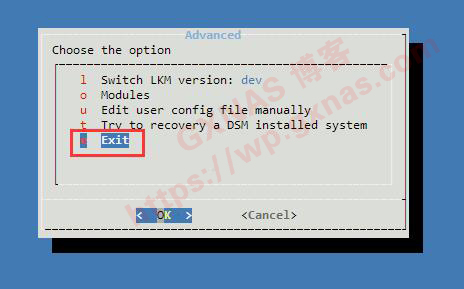 Advanced
Choose the option
l Switch LKM version: dev
o Modules
u Edit user config file manually
t Try to recovery a DSM installed system
Exit
< OK > <Cancel>
GXNAS 博客
https://wp.gxnas.com